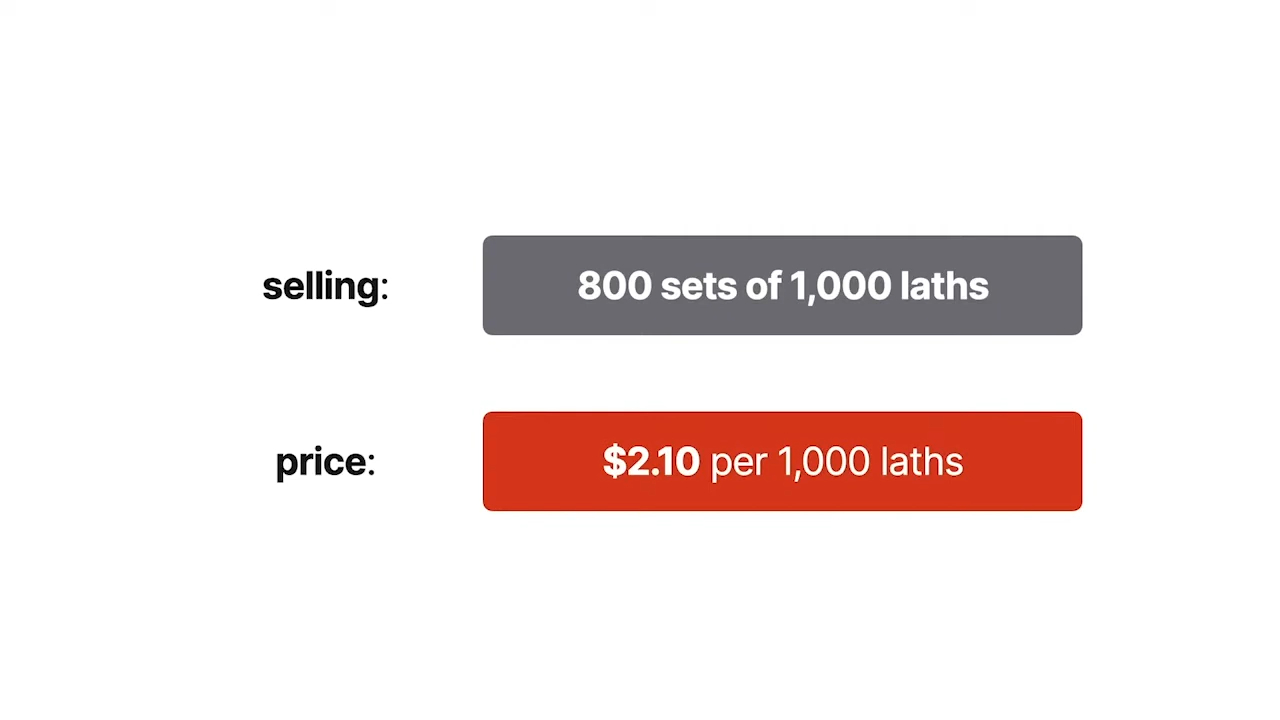 selling: 800 sets of 1,000 laths
price: $2.10 per 1,000 laths